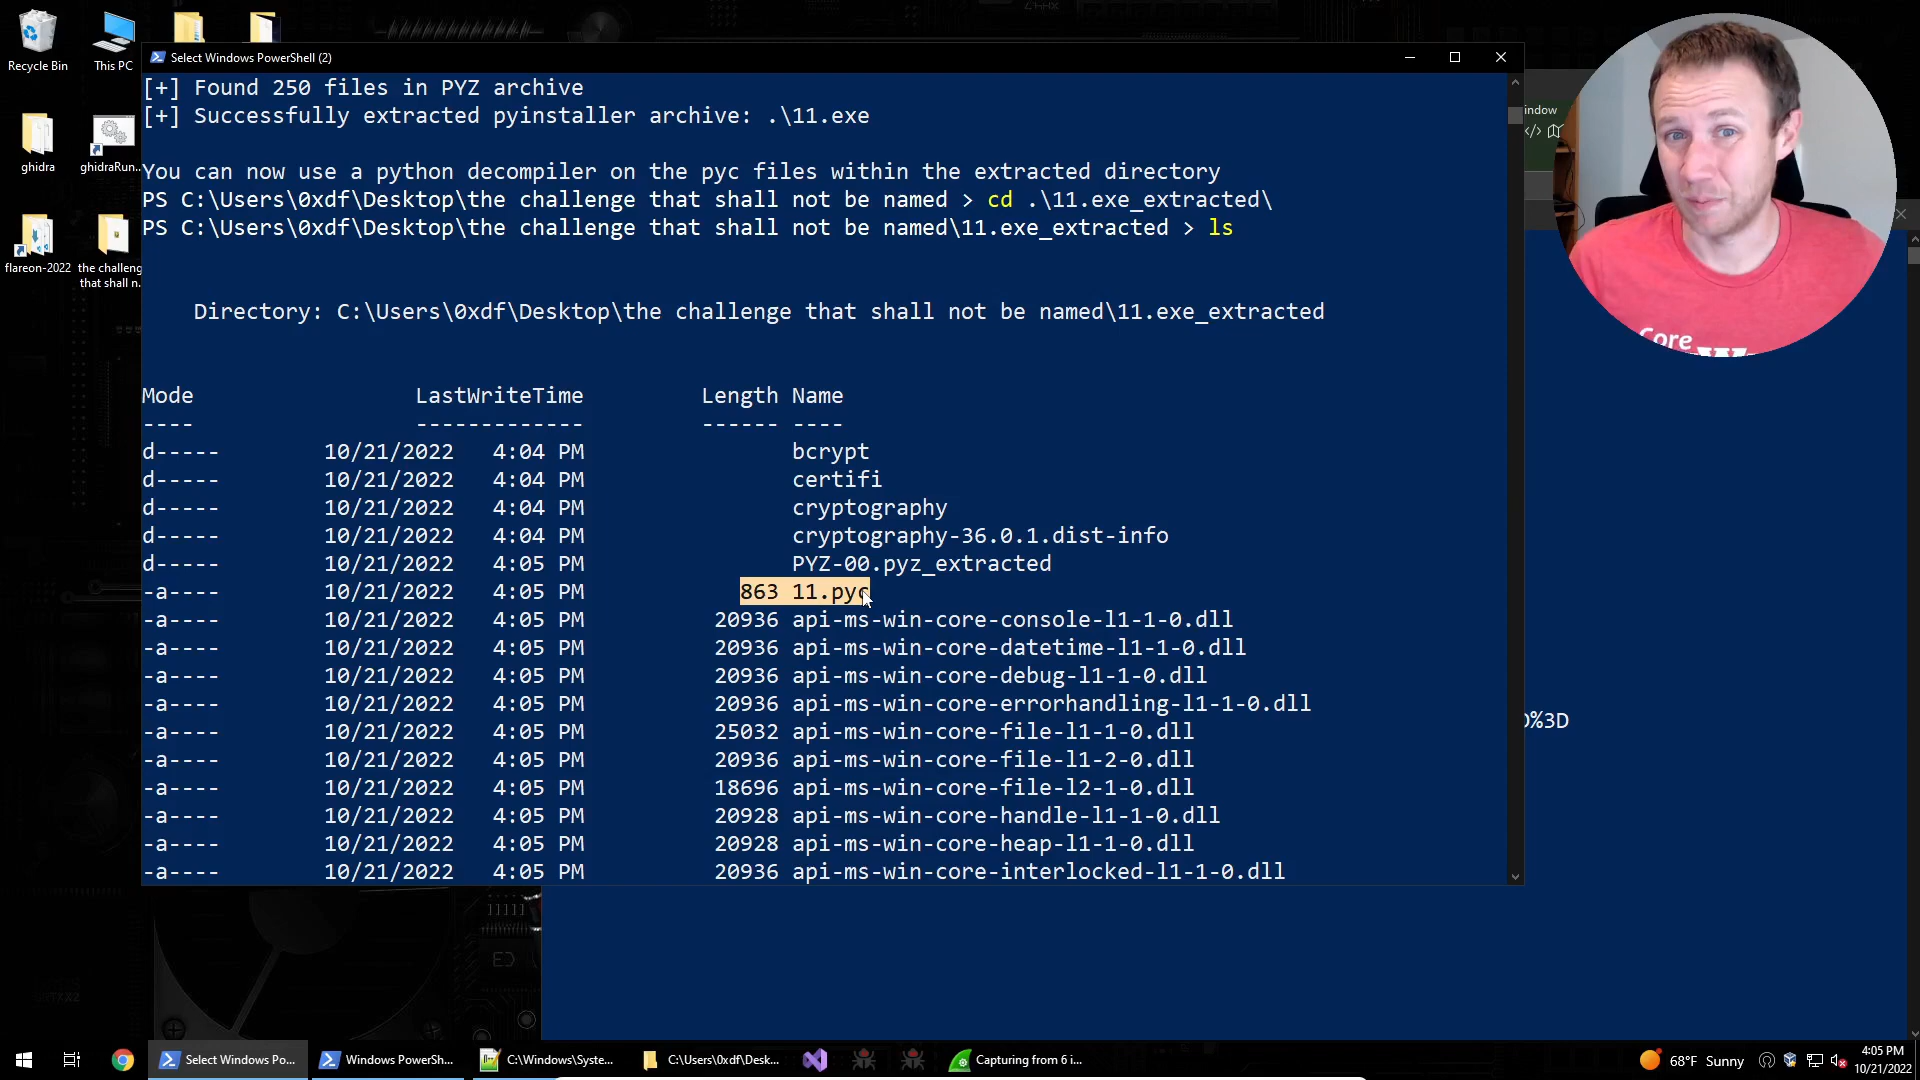 Recycle Bin
This PC
ghidra
ghidraRun...
flareon-2022
the challeng
that shall n...
Select Windows PowerShell (2)
[+] Found 250 files in PYZ archive
[+] Successfully extracted pyinstaller archive: .\11.exe
You can now use a python decompiler on the pyc files within the extracted directory
PS C:\Users\0xdf\Desktop\the challenge that shall not be named > cd .\11.exe_extracted\
PS C:\Users\0xdf\Desktop\the challenge that shall not be named\11.exe_extracted > ls
Directory: C:\Users\0xdf\Desktop\the challenge that shall not be named\11.exe_extracted
Mode LastWriteTime Length Name
---- ------------- ------ ----
d----- 10/21/2022 4:04 PM bcrypt
d----- 10/21/2022 4:04 PM certifi
d----- 10/21/2022 4:04 PM cryptography
d----- 10/21/2022 4:04 PM cryptography-36.0.1.dist-info
d----- 10/21/2022 4:05 PM PYZ-00.pyz_extracted
-a---- 10/21/2022 4:05 PM 863 11.pyc
-a---- 10/21/2022 4:05 PM 20936 api-ms-win-core-console-l1-1-0.dll
-a---- 10/21/2022 4:05 PM 20936 api-ms-win-core-datetime-l1-1-0.dll
-a---- 10/21/2022 4:05 PM 20936 api-ms-win-core-debug-l1-1-0.dll
-a---- 10/21/2022 4:05 PM 20936 api-ms-win-core-errorhandling-l1-1-0.dll
-a---- 10/21/2022 4:05 PM 25032 api-ms-win-core-file-l1-1-0.dll
-a---- 10/21/2022 4:05 PM 20936 api-ms-win-core-file-l1-2-0.dll
-a---- 10/21/2022 4:05 PM 18696 api-ms-win-core-file-l2-1-0.dll
-a---- 10/21/2022 4:05 PM 20928 api-ms-win-core-handle-l1-1-0.dll
-a---- 10/21/2022 4:05 PM 20928 api-ms-win-core-heap-l1-1-0.dll
-a---- 10/21/2022 4:05 PM 20936 api-ms-win-core-interlocked-l1-1-0.dll
indow
Core
%3D
Select Windows Po...
Windows PowerSh...
C:\Windows\Syste...
C:\Users\0xdf\Desk...
Capturing from 6 i...
68°F Sunny
4:05 PM
10/21/2022